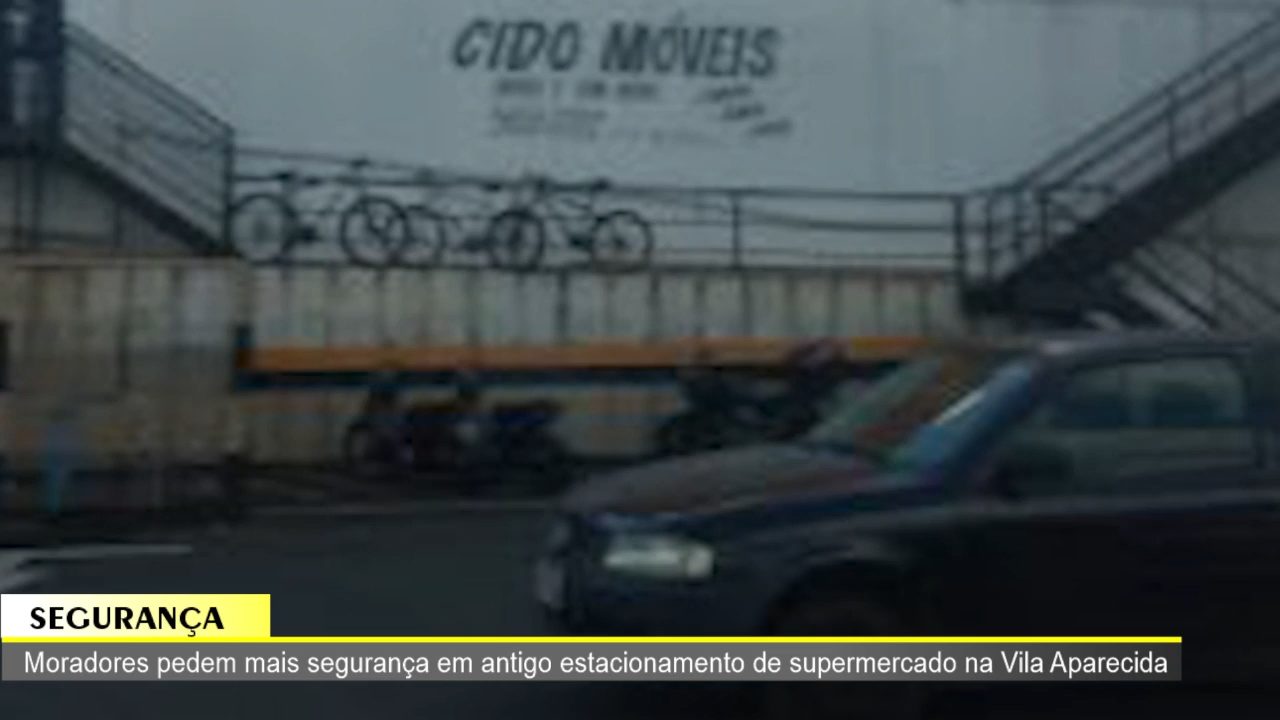 CIDO MÓVEIS
SEGURANÇA
Moradores pedem mais segurança em antigo estacionamento de supermercado na Vila Aparecida